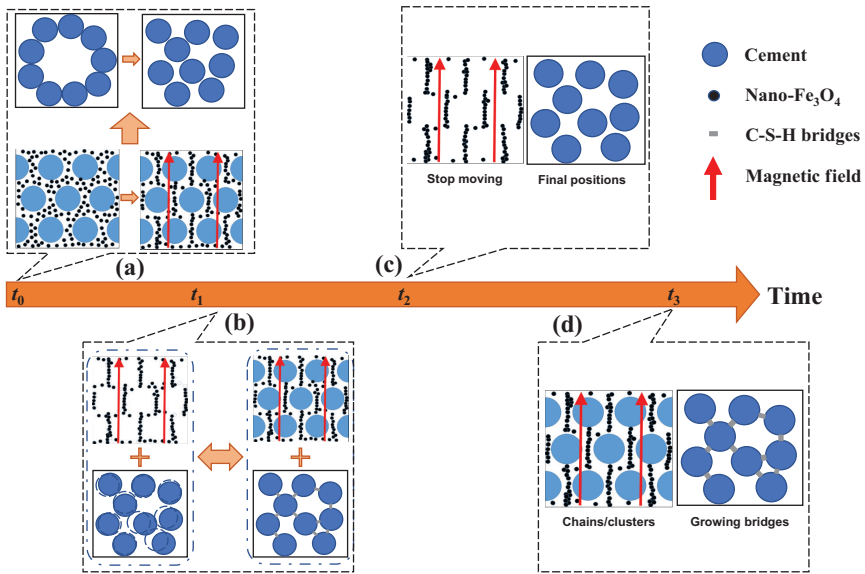 Cement
Nano-Fe₃O₄
C-S-H bridges
Magnetic field
Stop moving
Final positions
(a)
(c)
t₀
t₁
t₂
t₃
Time
(b)
(d)
Chains/clusters
Growing bridges